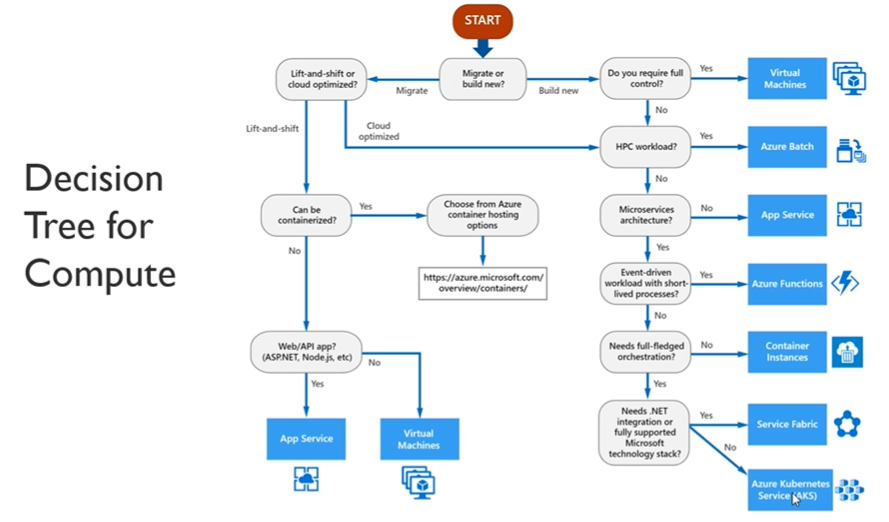 START
Decision
Tree for
Compute
Migrate or
build new?
Migrate
Build new
Lift-and-shift or
cloud optimized?
Lift-and-shift
Cloud
optimized
Can be
containerized?
Yes
Choose from Azure
container hosting
options
https://azure.microsoft.com/
overview/containers/
No
Web/API app?
(ASP.NET, Node.js, etc)
Yes
No
App Service
Virtual
Machines
Do you require full
control?
Yes
Virtual
Machines
No
HPC workload?
Yes
Azure Batch
No
Microservices
architecture?
No
App Service
Yes
Event-driven
workload with short-
lived processes?
Yes
Azure Functions
No
Needs full-fledged
orchestration?
No
Container
Instances
Yes
Needs .NET
integration or
fully supported
Microsoft
technology stack?
Yes
Service Fabric
No
Azure Kubernetes
Service (AKS)